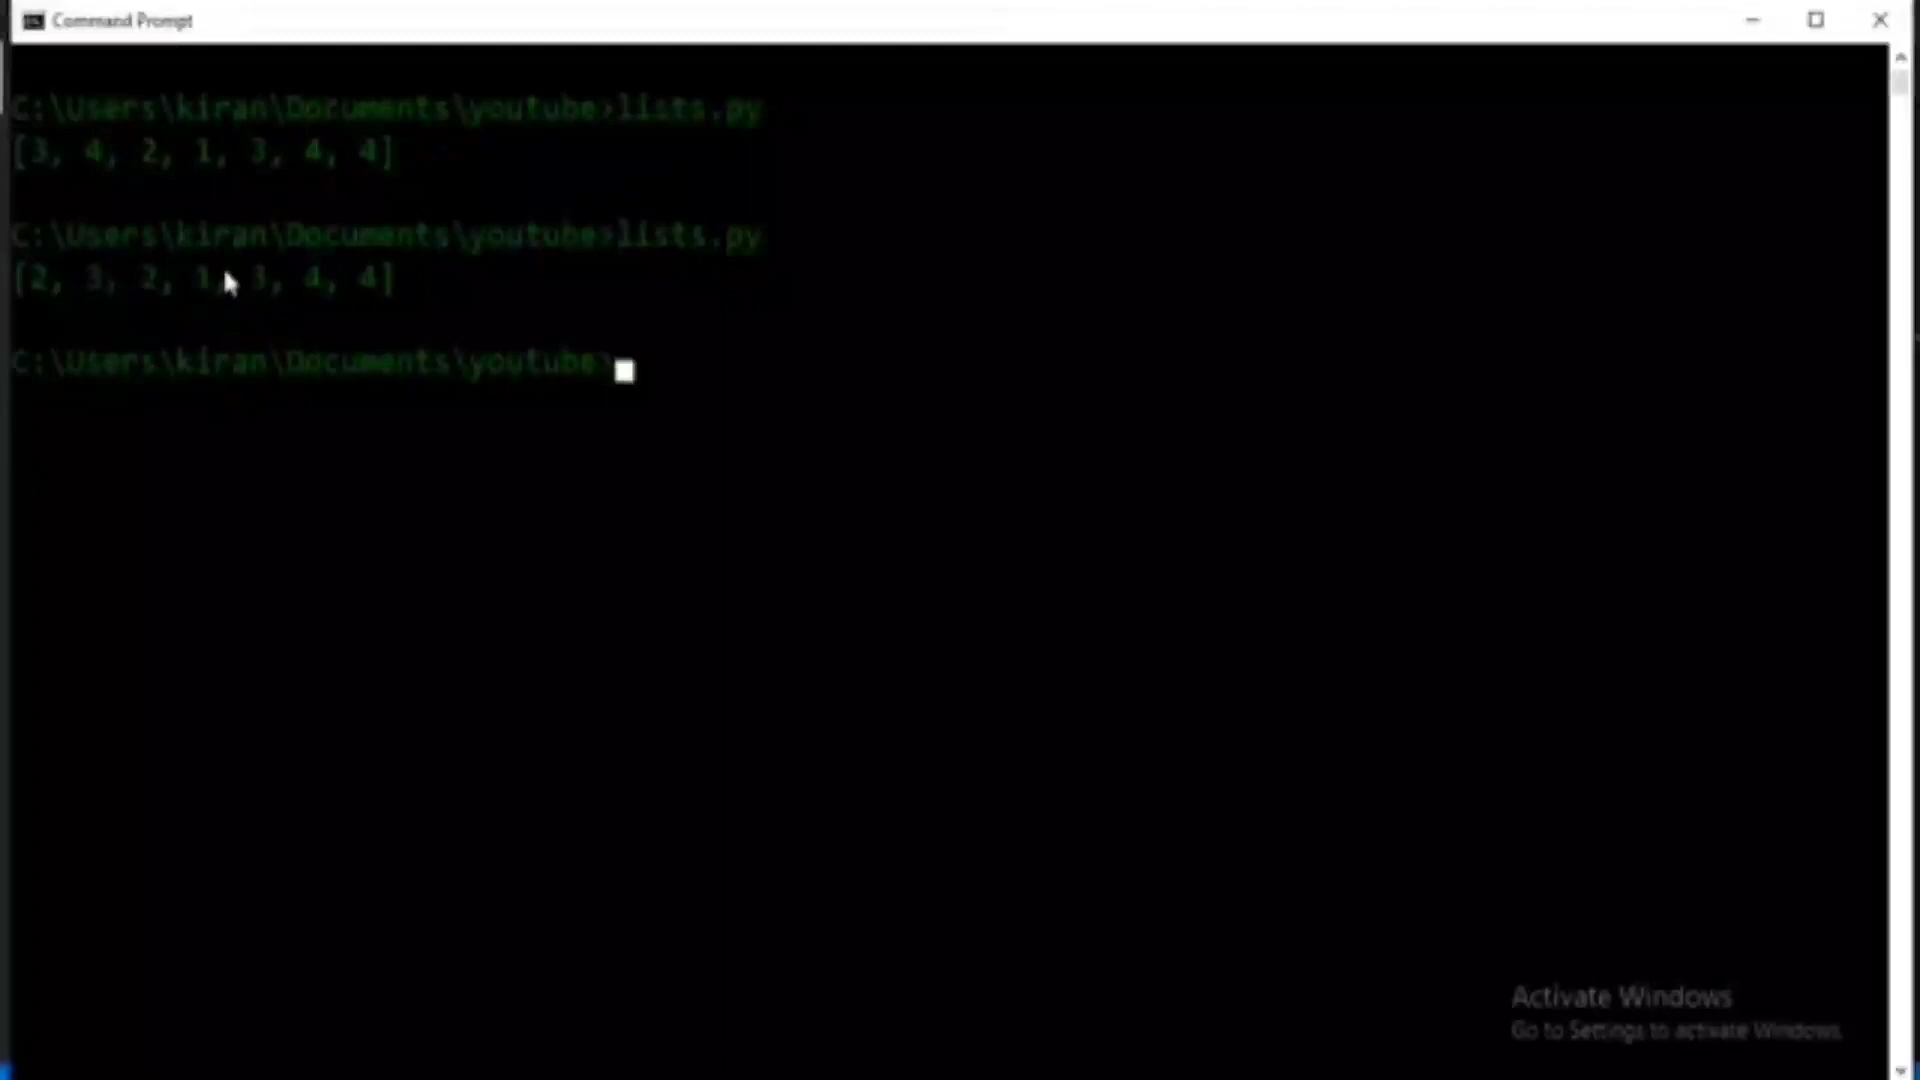 Command Prompt
C:\Users\kiran\Documents\youtube>lists.py
[3, 4, 2, 1, 3, 4, 4]
C:\Users\kiran\Documents\youtube>lists.py
[2, 3, 2, 1, 3, 4, 4]
C:\Users\kiran\Documents\youtube>
Activate Windows
Go to Settings to activate Windows.